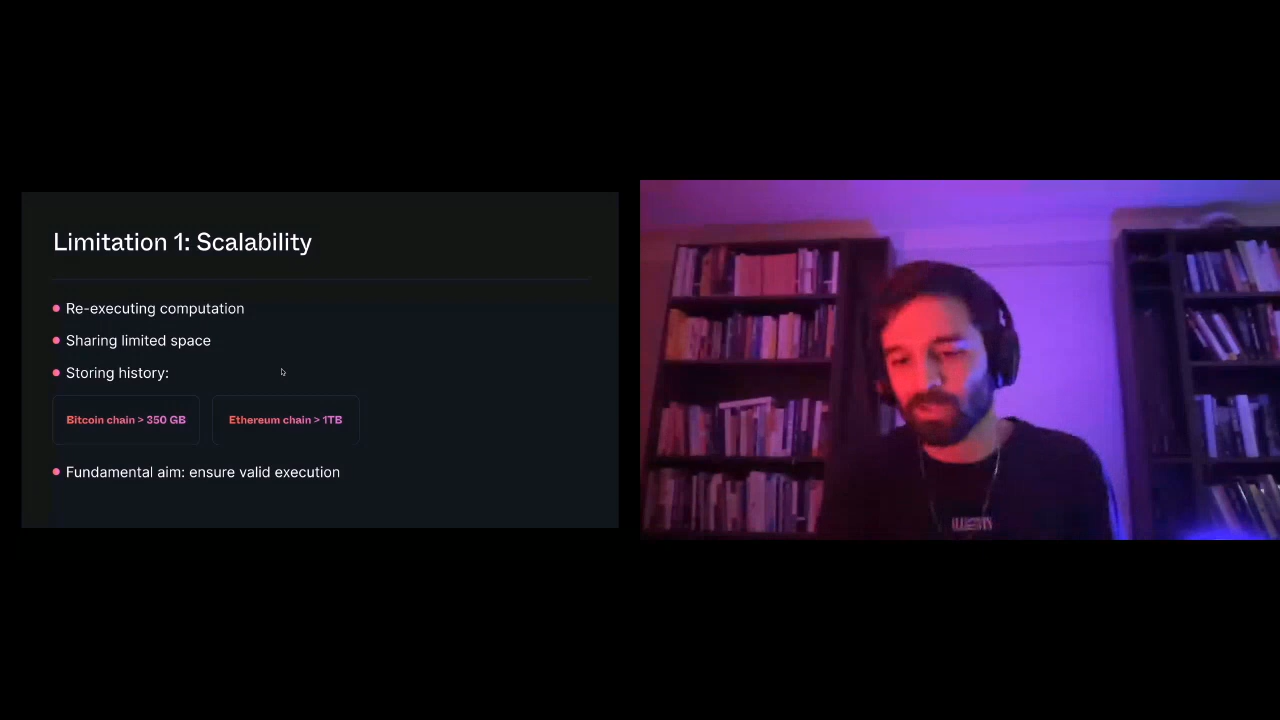 Limitation 1: Scalability
Re-executing computation
Sharing limited space
Storing history:
Bitcoin chain > 350 GB
Ethereum chain > 1TB
Fundamental aim: ensure valid execution